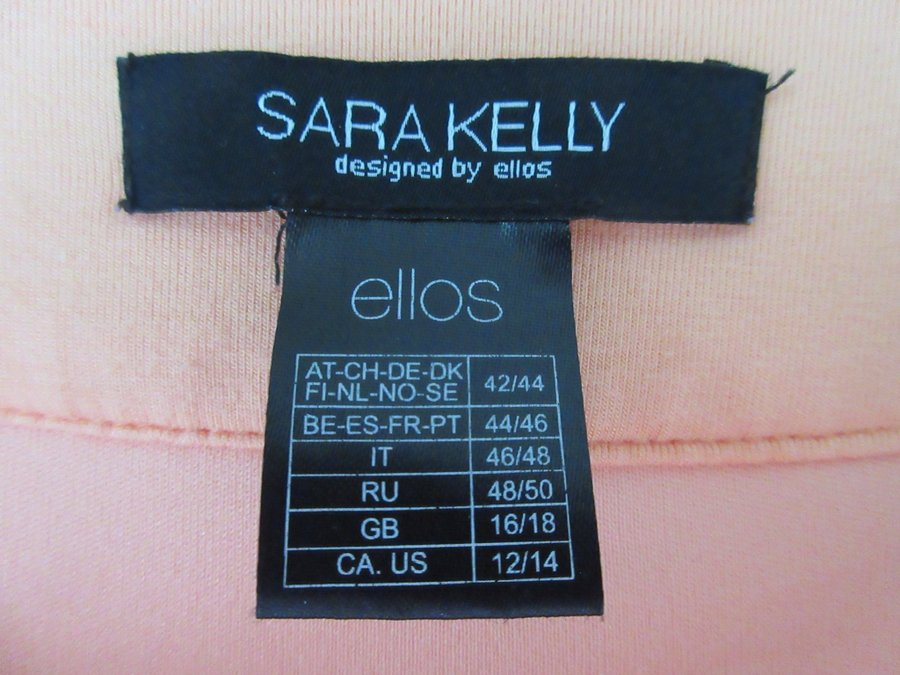 SARA KELLY
designed by ellos
ellos
AT-CH-DE-DK
FI-NL-NO-SE 42/44
BE-ES-FR-PT 44/46
IT 46/48
RU 48/50
GB 16/18
CA. US 12/14